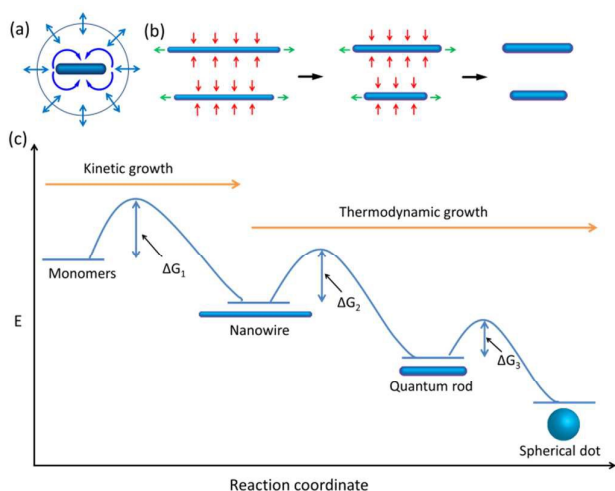 (a)
(b)
(c)
Kinetic growth
Thermodynamic growth
Monomers
ΔG₁
Nanowire
ΔG₂
E
Quantum rod
ΔG₃
Spherical dot
Reaction coordinate